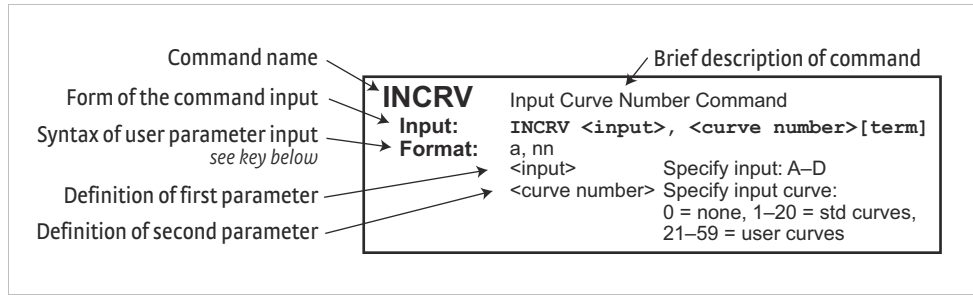 Command name
Brief description of command
Form of the command input
INCRV Input Curve Number Command
Input: INCRV <input>, <curve number>[term]
Syntax of user parameter input
see key below
Format: a, nn
<input> Specify input: A–D
Definition of first parameter
<curve number> Specify input curve:
0 = none, 1–20 = std curves,
Definition of second parameter
21–59 = user curves